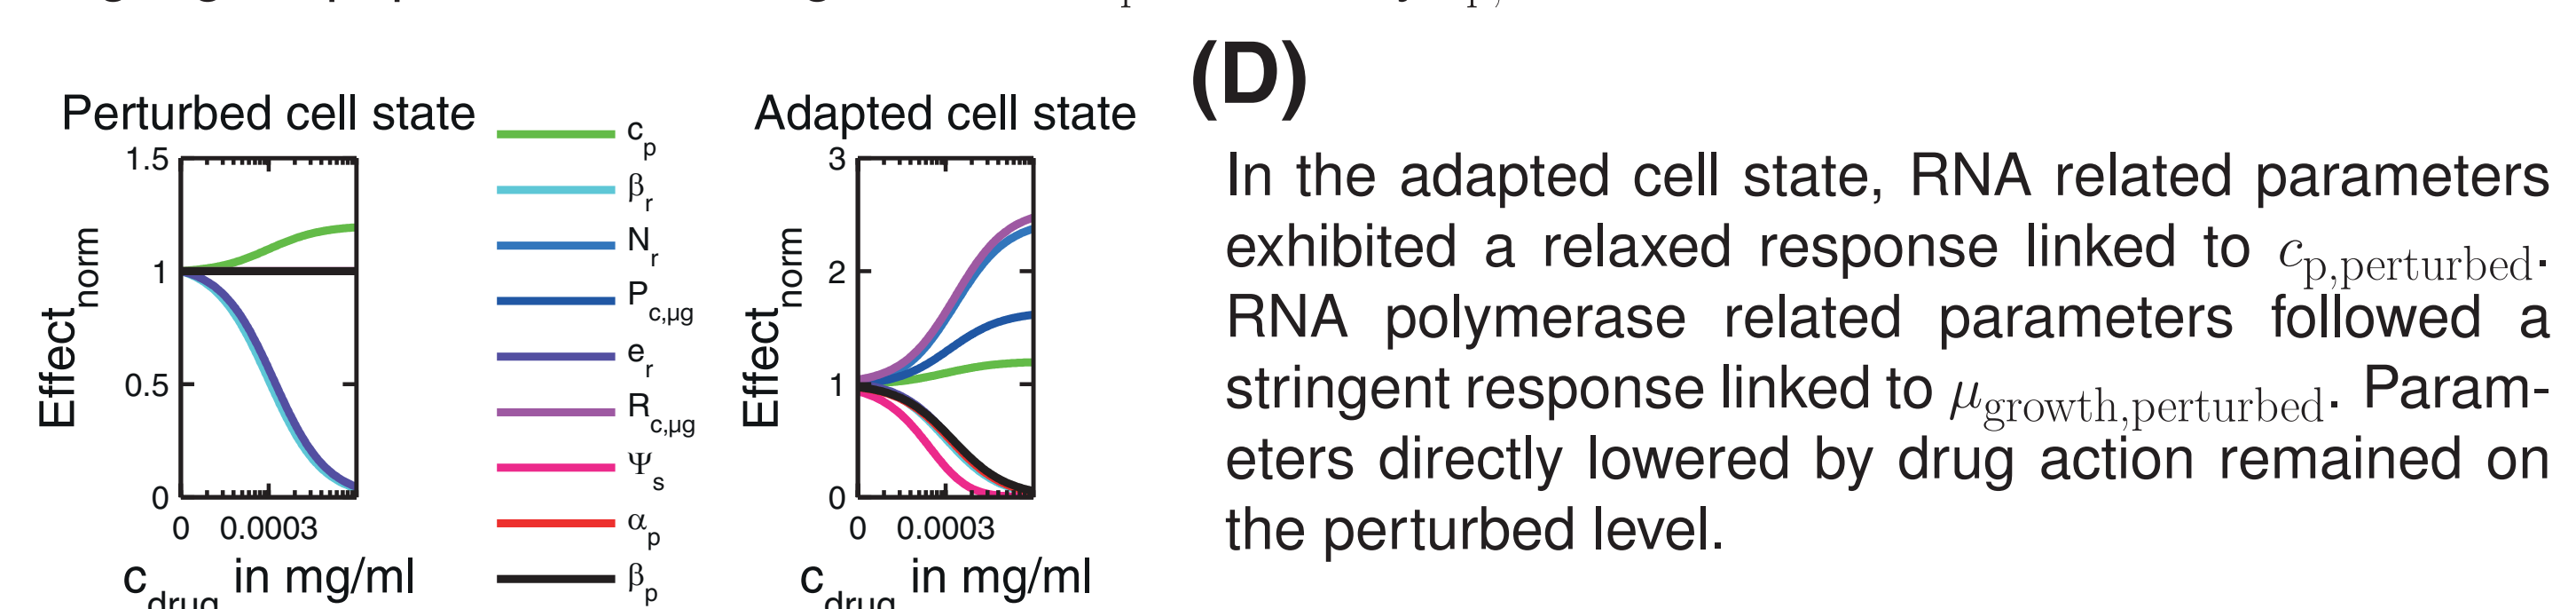 (D)
Perturbed cell state
1.5
1
0.5
0
0 0.0003
Effect_norm
c_drug in mg/ml
c_p
β_r
N_r
P_c,µg
e_r
R_c,µg
Ψ_s
α_p
β_p
Adapted cell state
3
2
1
0
0 0.0003
Effect_norm
c_drug in mg/ml
In the adapted cell state, RNA related parameters
exhibited a relaxed response linked to c_p,perturbed.
RNA polymerase related parameters followed a
stringent response linked to μ_growth,perturbed. Param-
eters directly lowered by drug action remained on
the perturbed level.